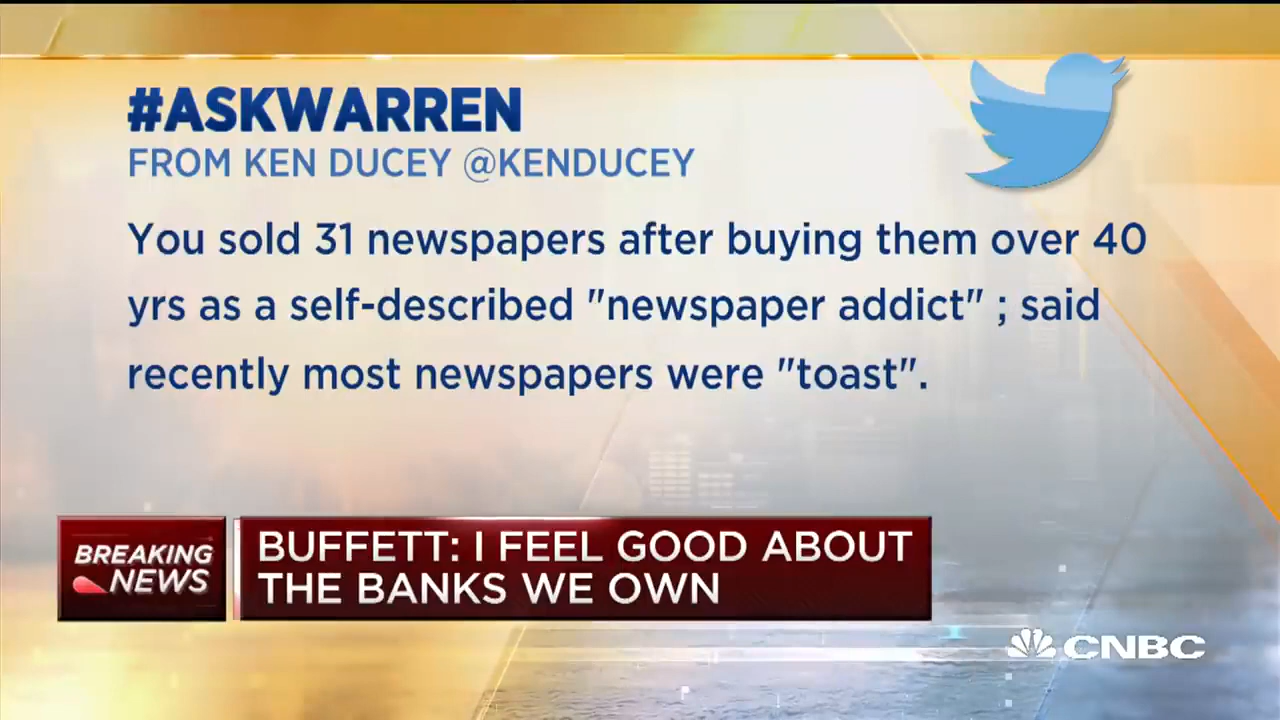 #ASKWARREN
FROM KEN DUCEY @KENDUCEY
You sold 31 newspapers after buying them over 40
yrs as a self-described "newspaper addict" ; said
recently most newspapers were "toast".
BREAKING
NEWS
BUFFETT: I FEEL GOOD ABOUT
THE BANKS WE OWN
CNBC